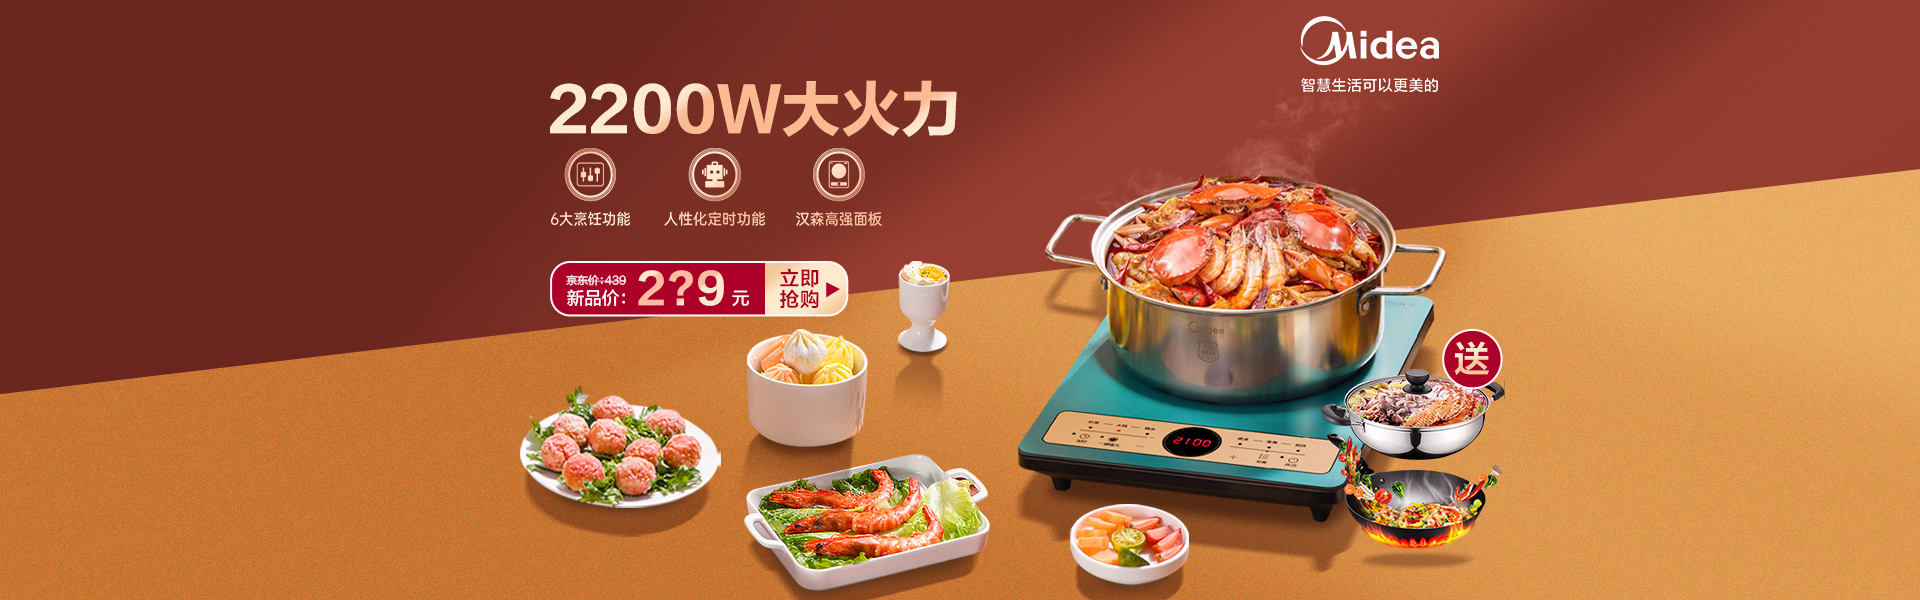 Midea
智慧生活可以更美的
2200W大火力
6大烹饪功能
人性化定时功能
汉森高强面板
京东价:439
新品价: 2?9 元
立即
抢购
送
Midea
2100